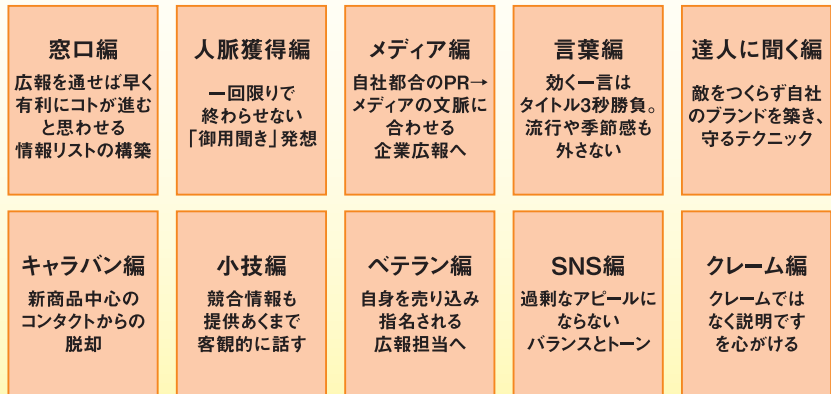 窓口編
広報を通せば早く
有利にコトが進む
と思わせる
情報リストの構築
人脈獲得編
一回限りで
終わらせない
「御用聞き」発想
メディア編
自社都合のPR→
メディアの文脈に
合わせる
企業広報へ
言葉編
効く一言は
タイトル3秒勝負。
流行や季節感も
外さない
達人に聞く編
敵をつくらず自社
のブランドを築き、
守るテクニック
キャラバン編
新商品中心の
コンタクトからの
脱却
小技編
競合情報も
提供あくまで
客観的に話す
ベテラン編
自身を売り込み
指名される
広報担当へ
SNS編
過剰なアピールに
ならない
バランスとトーン
クレーム編
クレームでは
なく説明です
を心がける